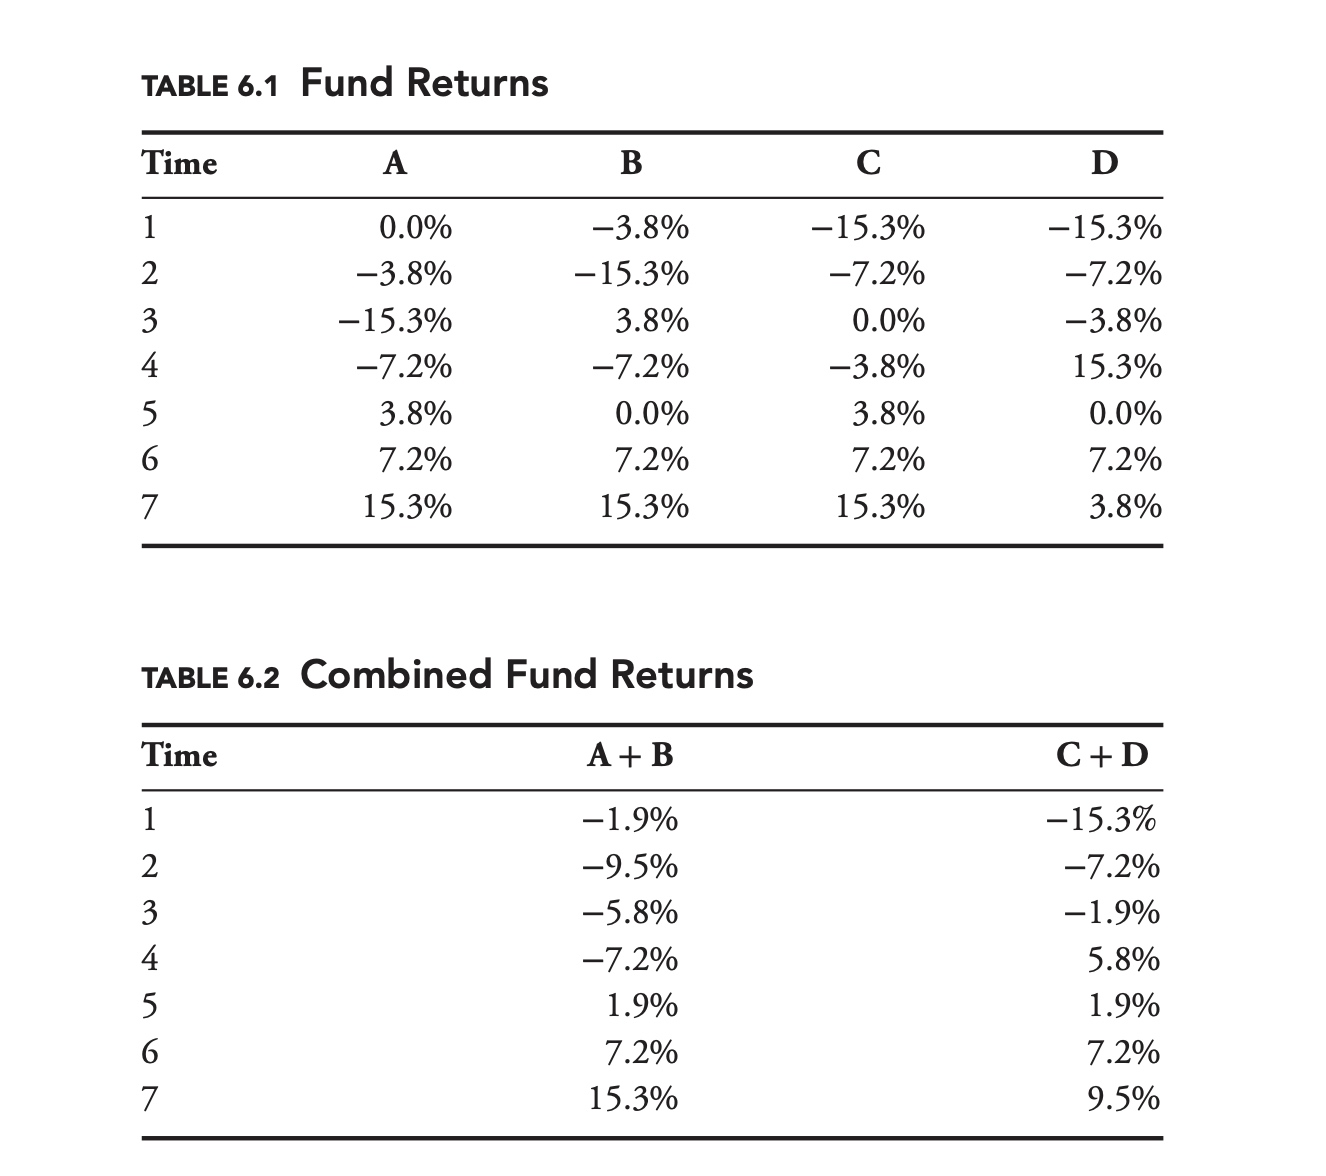 TABLE 6.1 Fund Returns
Time A B C D
1 0.0% −3.8% −15.3% −15.3%
2 −3.8% −15.3% −7.2% −7.2%
3 −15.3% 3.8% 0.0% −3.8%
4 −7.2% −7.2% −3.8% 15.3%
5 3.8% 0.0% 3.8% 0.0%
6 7.2% 7.2% 7.2% 7.2%
7 15.3% 15.3% 15.3% 3.8%
TABLE 6.2 Combined Fund Returns
Time A + B C + D
1 −1.9% −15.3%
2 −9.5% −7.2%
3 −5.8% −1.9%
4 −7.2% 5.8%
5 1.9% 1.9%
6 7.2% 7.2%
7 15.3% 9.5%